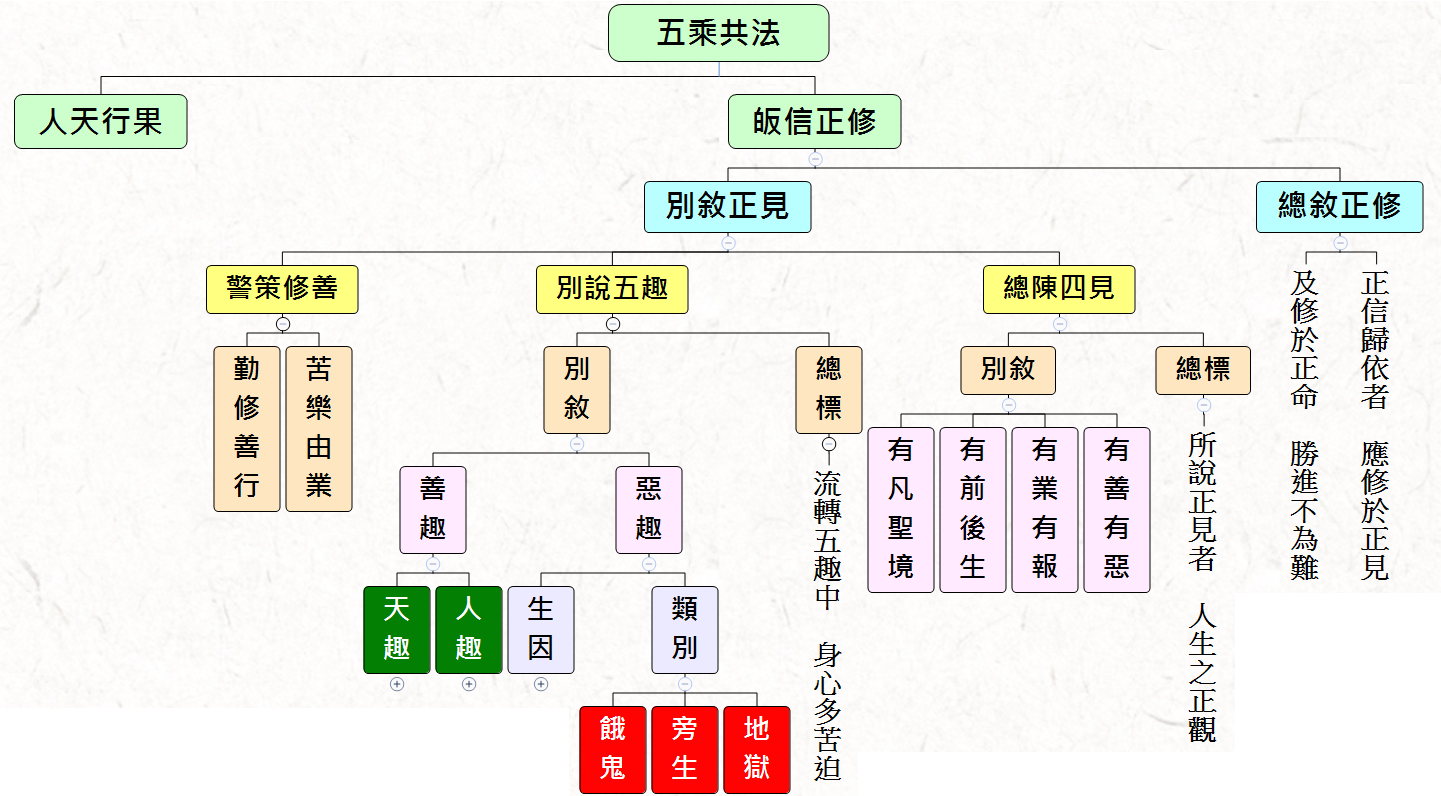 五乘共法
皈信正修
人天行果
總敘正修
正信歸依者　應修於正見
及修於正命　勝進不為難
別敘正見
總陳四見
總標
所說正見者　人生之正觀
別敘
有善有惡
有業有報
有前後生
有凡聖境
別說五趣
總標
流轉五趣中　身心多苦迫
別敘
惡趣
類別
地獄
旁生
餓鬼
生因
善趣
人趣
天趣
警策修善
苦樂由業
勤修善行